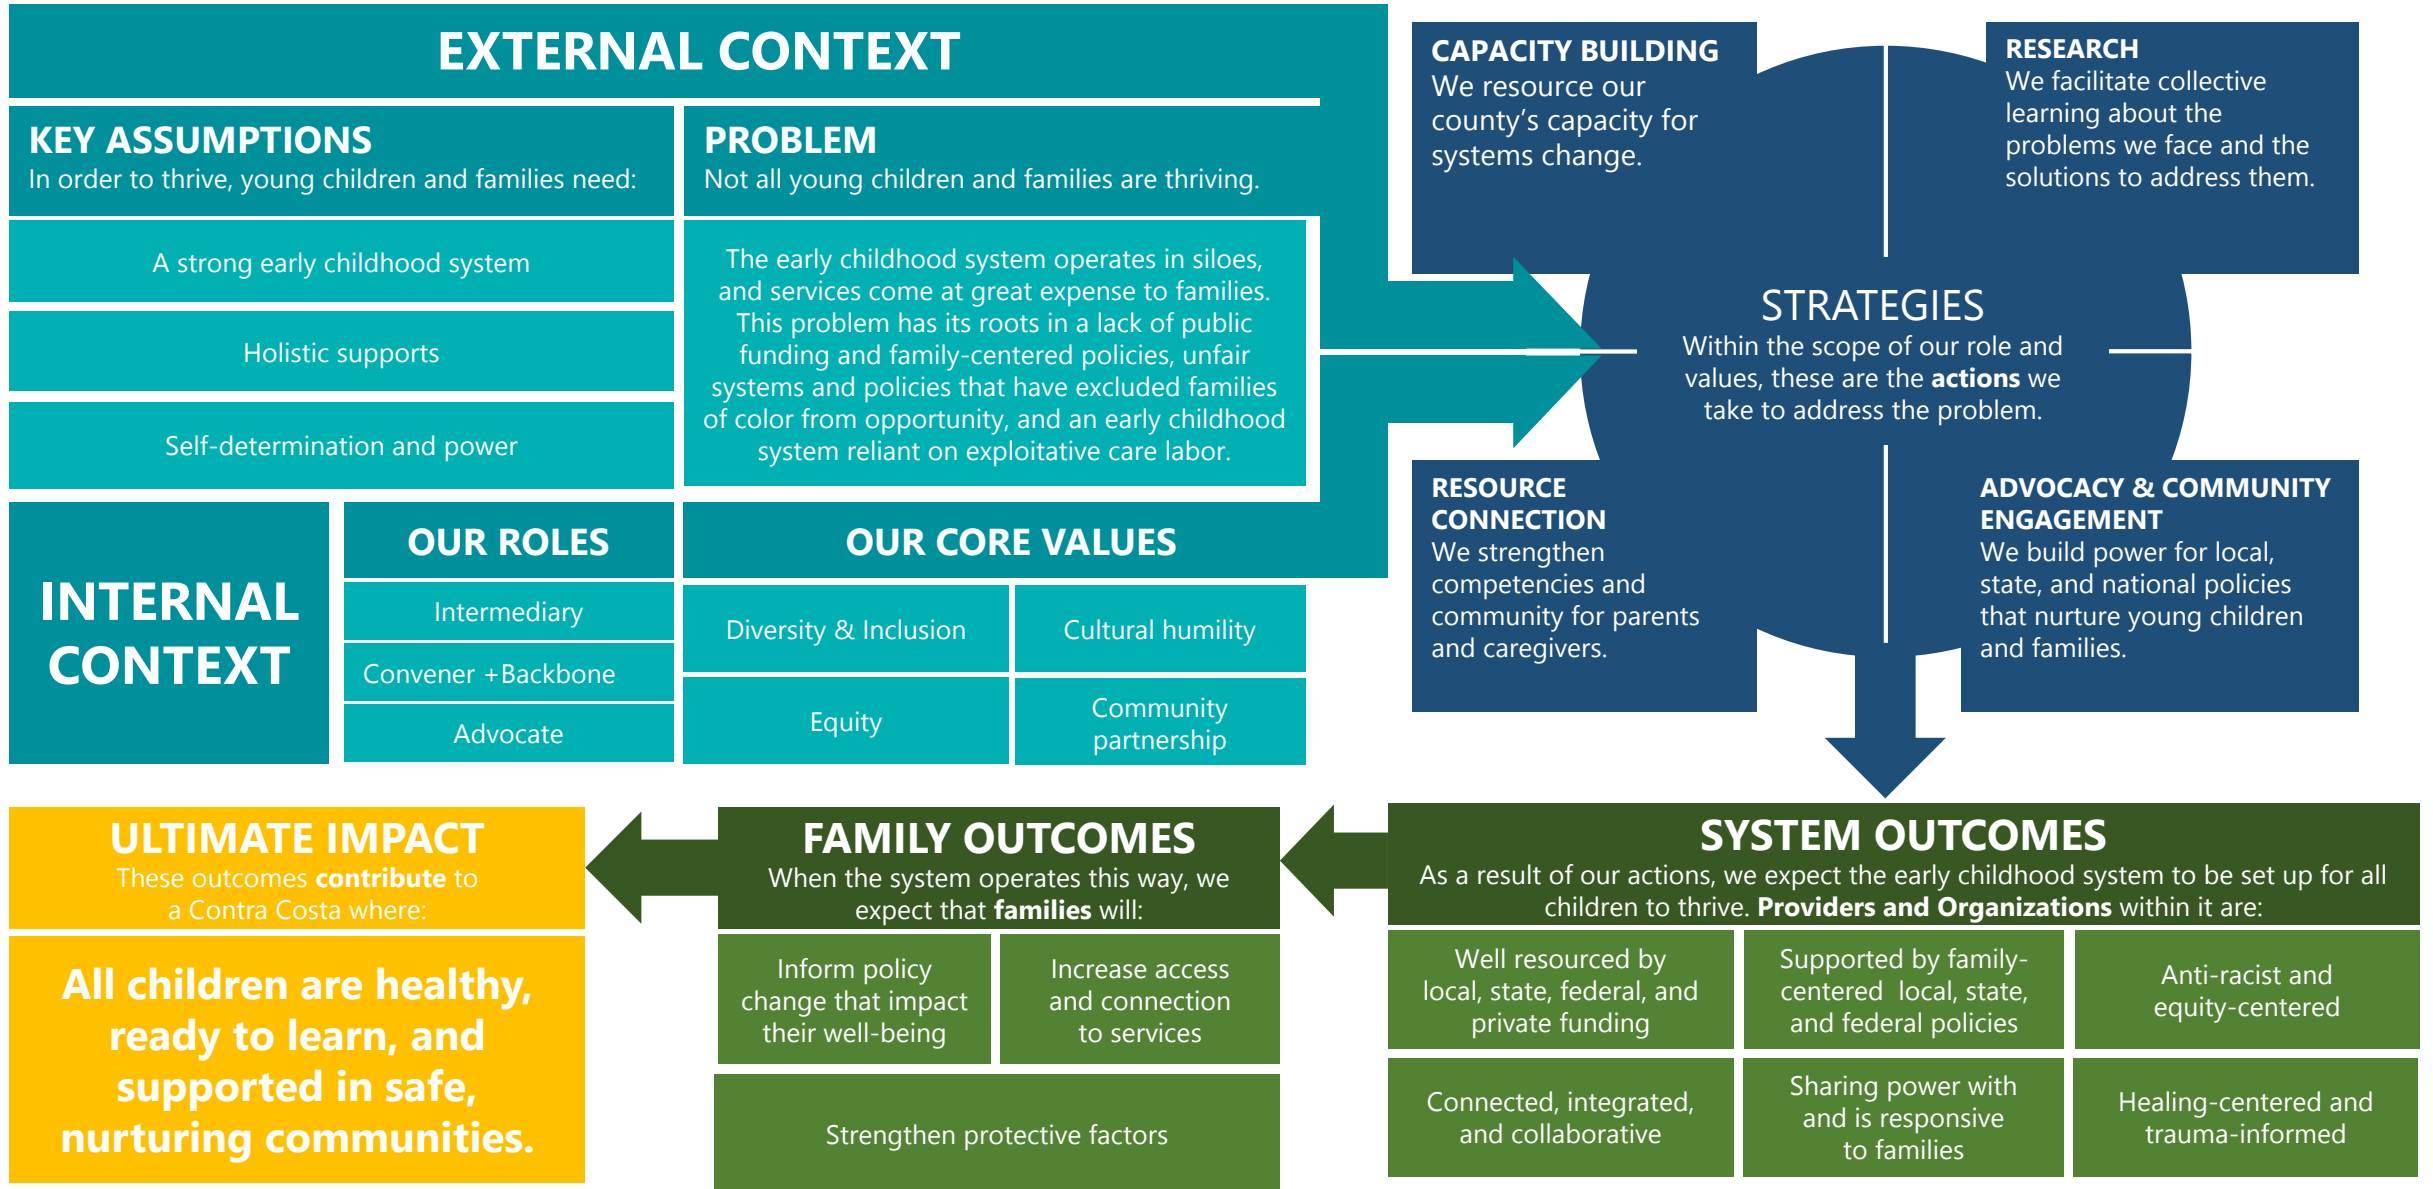 EXTERNAL CONTEXT
KEY ASSUMPTIONS
In order to thrive, young children and families need:
A strong early childhood system
Holistic supports
Self-determination and power
PROBLEM
Not all young children and families are thriving.
The early childhood system operates in siloes,
and services come at great expense to families.
This problem has its roots in a lack of public
funding and family-centered policies, unfair
systems and policies that have excluded families
of color from opportunity, and an early childhood
system reliant on exploitative care labor.
INTERNAL
CONTEXT
OUR ROLES
Intermediary
Convener +Backbone
Advocate
OUR CORE VALUES
Diversity & Inclusion
Cultural humility
Equity
Community
partnership
CAPACITY BUILDING
We resource our
county’s capacity for
systems change.
RESEARCH
We facilitate collective
learning about the
problems we face and the
solutions to address them.
STRATEGIES
Within the scope of our role and
values, these are the actions we
take to address the problem.
RESOURCE
CONNECTION
We strengthen
competencies and
community for parents
and caregivers.
ADVOCACY & COMMUNITY
ENGAGEMENT
We build power for local,
state, and national policies
that nurture young children
and families.
SYSTEM OUTCOMES
As a result of our actions, we expect the early childhood system to be set up for all
children to thrive. Providers and Organizations within it are:
Well resourced by
local, state, federal, and
private funding
Supported by family-
centered  local, state,
and federal policies
Anti-racist and
equity-centered
Connected, integrated,
and collaborative
Sharing power with
and is responsive
to families
Healing-centered and
trauma-informed
FAMILY OUTCOMES
When the system operates this way, we
expect that families will:
Inform policy
change that impact
their well-being
Increase access
and connection
to services
Strengthen protective factors
ULTIMATE IMPACT
These outcomes contribute to
a Contra Costa where:
All children are healthy,
ready to learn, and
supported in safe,
nurturing communities.